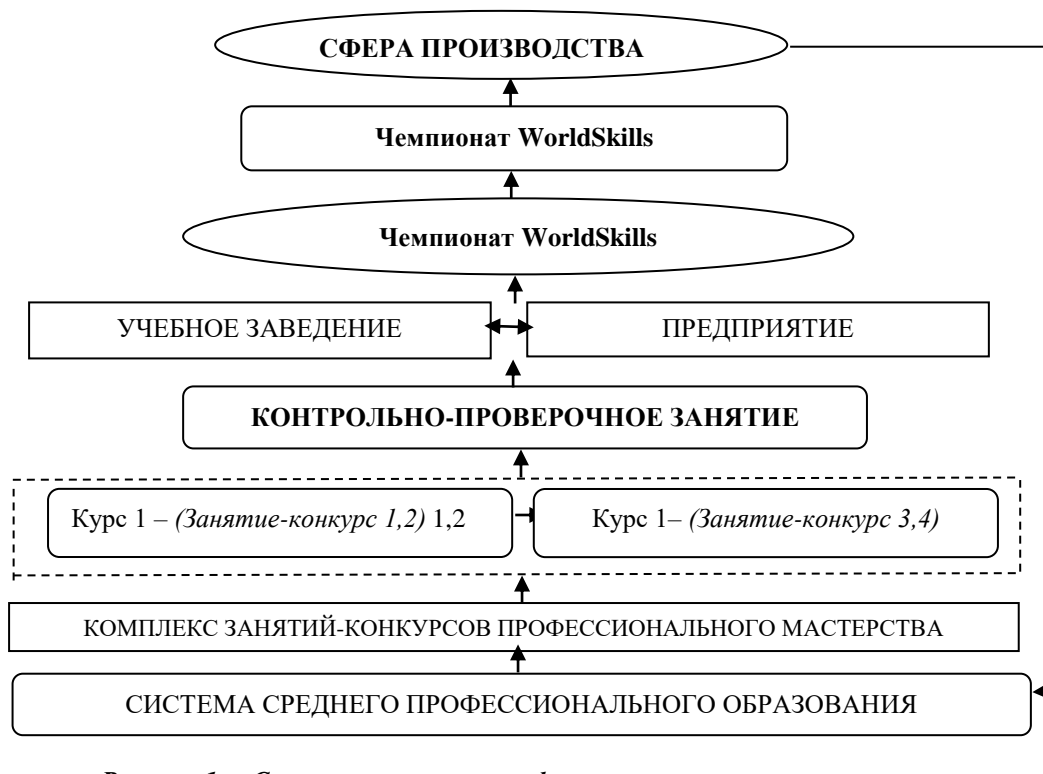 СФЕРА ПРОИЗВОДСТВА
Чемпионат WorldSkills
Чемпионат WorldSkills
УЧЕБНОЕ ЗАВЕДЕНИЕ
ПРЕДПРИЯТИЕ
КОНТРОЛЬНО-ПРОВЕРОЧНОЕ ЗАНЯТИЕ
Курс 1 – (Занятие-конкурс 1,2) 1,2
Курс 1– (Занятие-конкурс 3,4)
КОМПЛЕКС ЗАНЯТИЙ-КОНКУРСОВ ПРОФЕССИОНАЛЬНОГО МАСТЕРСТВА
СИСТЕМА СРЕДНЕГО ПРОФЕССИОНАЛЬНОГО ОБРАЗОВАНИЯ